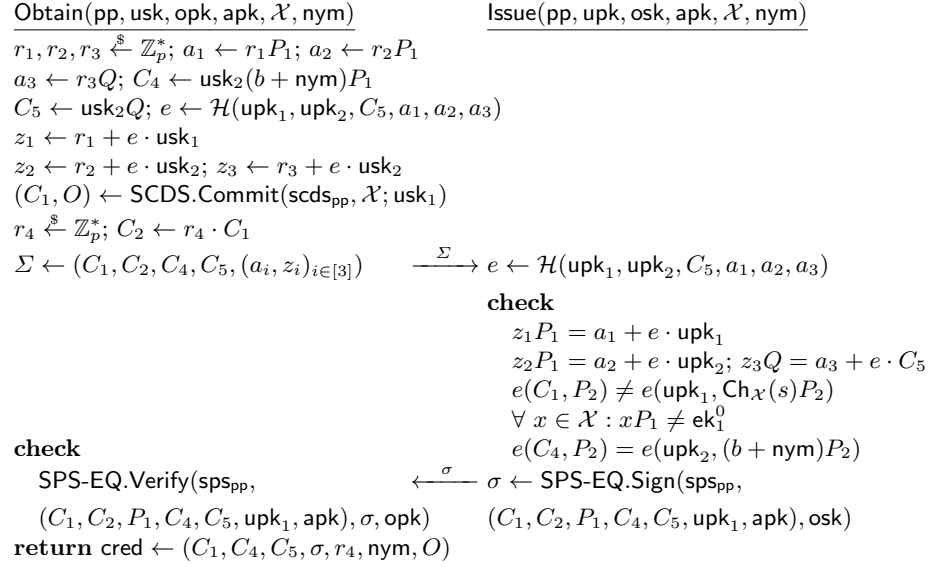 Obtain(pp, usk, opk, apk, 𝒳, nym) Issue(pp, upk, osk, apk, 𝒳, nym)
r₁, r₂, r₃ ←$ ℤ*ₚ; a₁ ← r₁P₁; a₂ ← r₂P₁
a₃ ← r₃Q; C₄ ← usk₂(b + nym)P₁
C₅ ← usk₂Q; e ← ℋ(upk₁, upk₂, C₅, a₁, a₂, a₃)
z₁ ← r₁ + e · usk₁
z₂ ← r₂ + e · usk₂; z₃ ← r₃ + e · usk₂
(C₁, O) ← SCDS.Commit(scds_pp, 𝒳; usk₁)
r₄ ←$ ℤ*ₚ; C₂ ← r₄ · C₁
Σ ← (C₁, C₂, C₄, C₅, (aᵢ, zᵢ)_{i∈[3]}) —Σ→ e ← ℋ(upk₁, upk₂, C₅, a₁, a₂, a₃)
check
z₁P₁ = a₁ + e · upk₁
z₂P₁ = a₂ + e · upk₂; z₃Q = a₃ + e · C₅
e(C₁, P₂) ≠ e(upk₁, Ch_𝒳(s)P₂)
∀ x ∈ 𝒳 : xP₁ ≠ ek₁⁰
check e(C₄, P₂) = e(upk₂, (b + nym)P₂)
SPS-EQ.Verify(sps_pp, ←σ— σ ← SPS-EQ.Sign(sps_pp,
(C₁, C₂, P₁, C₄, C₅, upk₁, apk), σ, opk) (C₁, C₂, P₁, C₄, C₅, upk₁, apk), osk)
return cred ← (C₁, C₄, C₅, σ, r₄, nym, O)